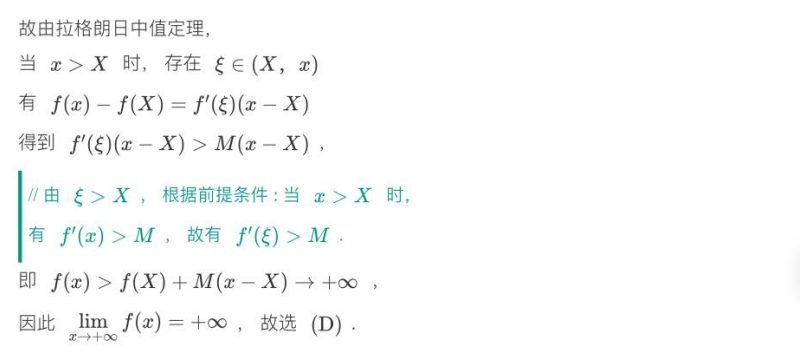 故由拉格朗日中值定理，
当 x > X 时， 存在 ξ ∈ (X, x)
有 f(x) − f(X) = f′(ξ)(x − X)
得到 f′(ξ)(x − X) > M(x − X) ，
// 由 ξ > X ， 根据前提条件 : 当 x > X 时，
有 f′(x) > M ， 故有 f′(ξ) > M .
即 f(x) > f(X) + M(x − X) → +∞ ，
因此 lim_{x→+∞} f(x) = +∞ ， 故选 (D) .